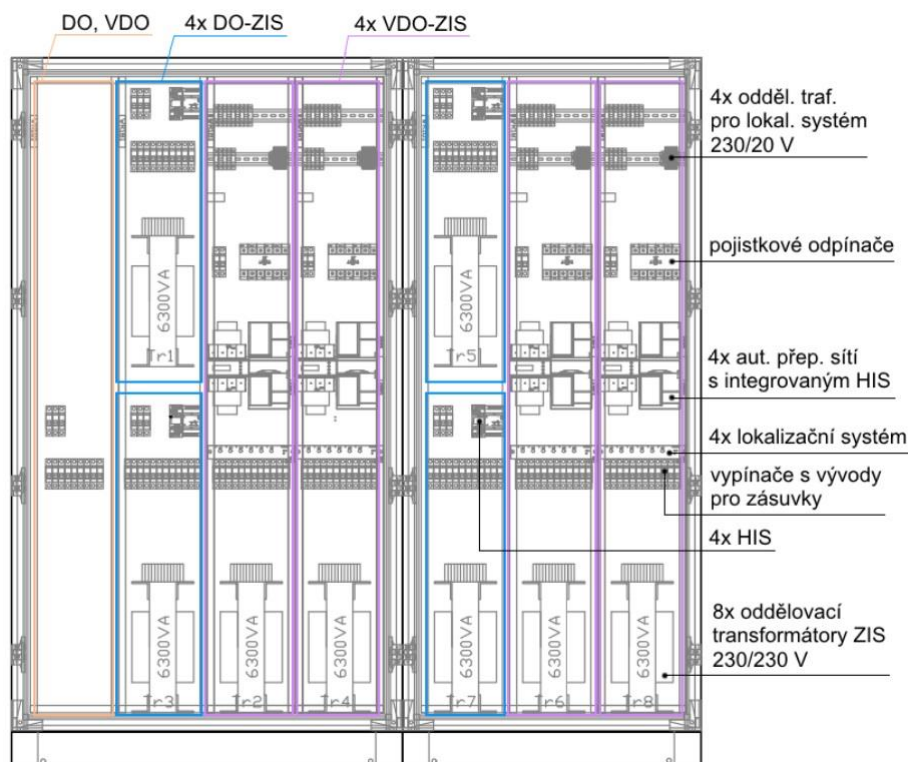 DO, VDO
4x DO-ZIS
4x VDO-ZIS
4x odděl. traf.
pro lokal. systém
230/20 V
pojistkové odpínače
6300VA
Tr1
6300VA
Tr5
4x aut. přep. sítí
s integrovaným HIS
4x lokalizační systém
vypínače s vývody
pro zásuvky
4x HIS
8x oddělovací
transformátory ZIS
230/230 V
6300VA
Tr3
6300VA
Tr2
6300VA
Tr4
6300VA
Tr7
6300VA
Tr6
6300VA
Tr8